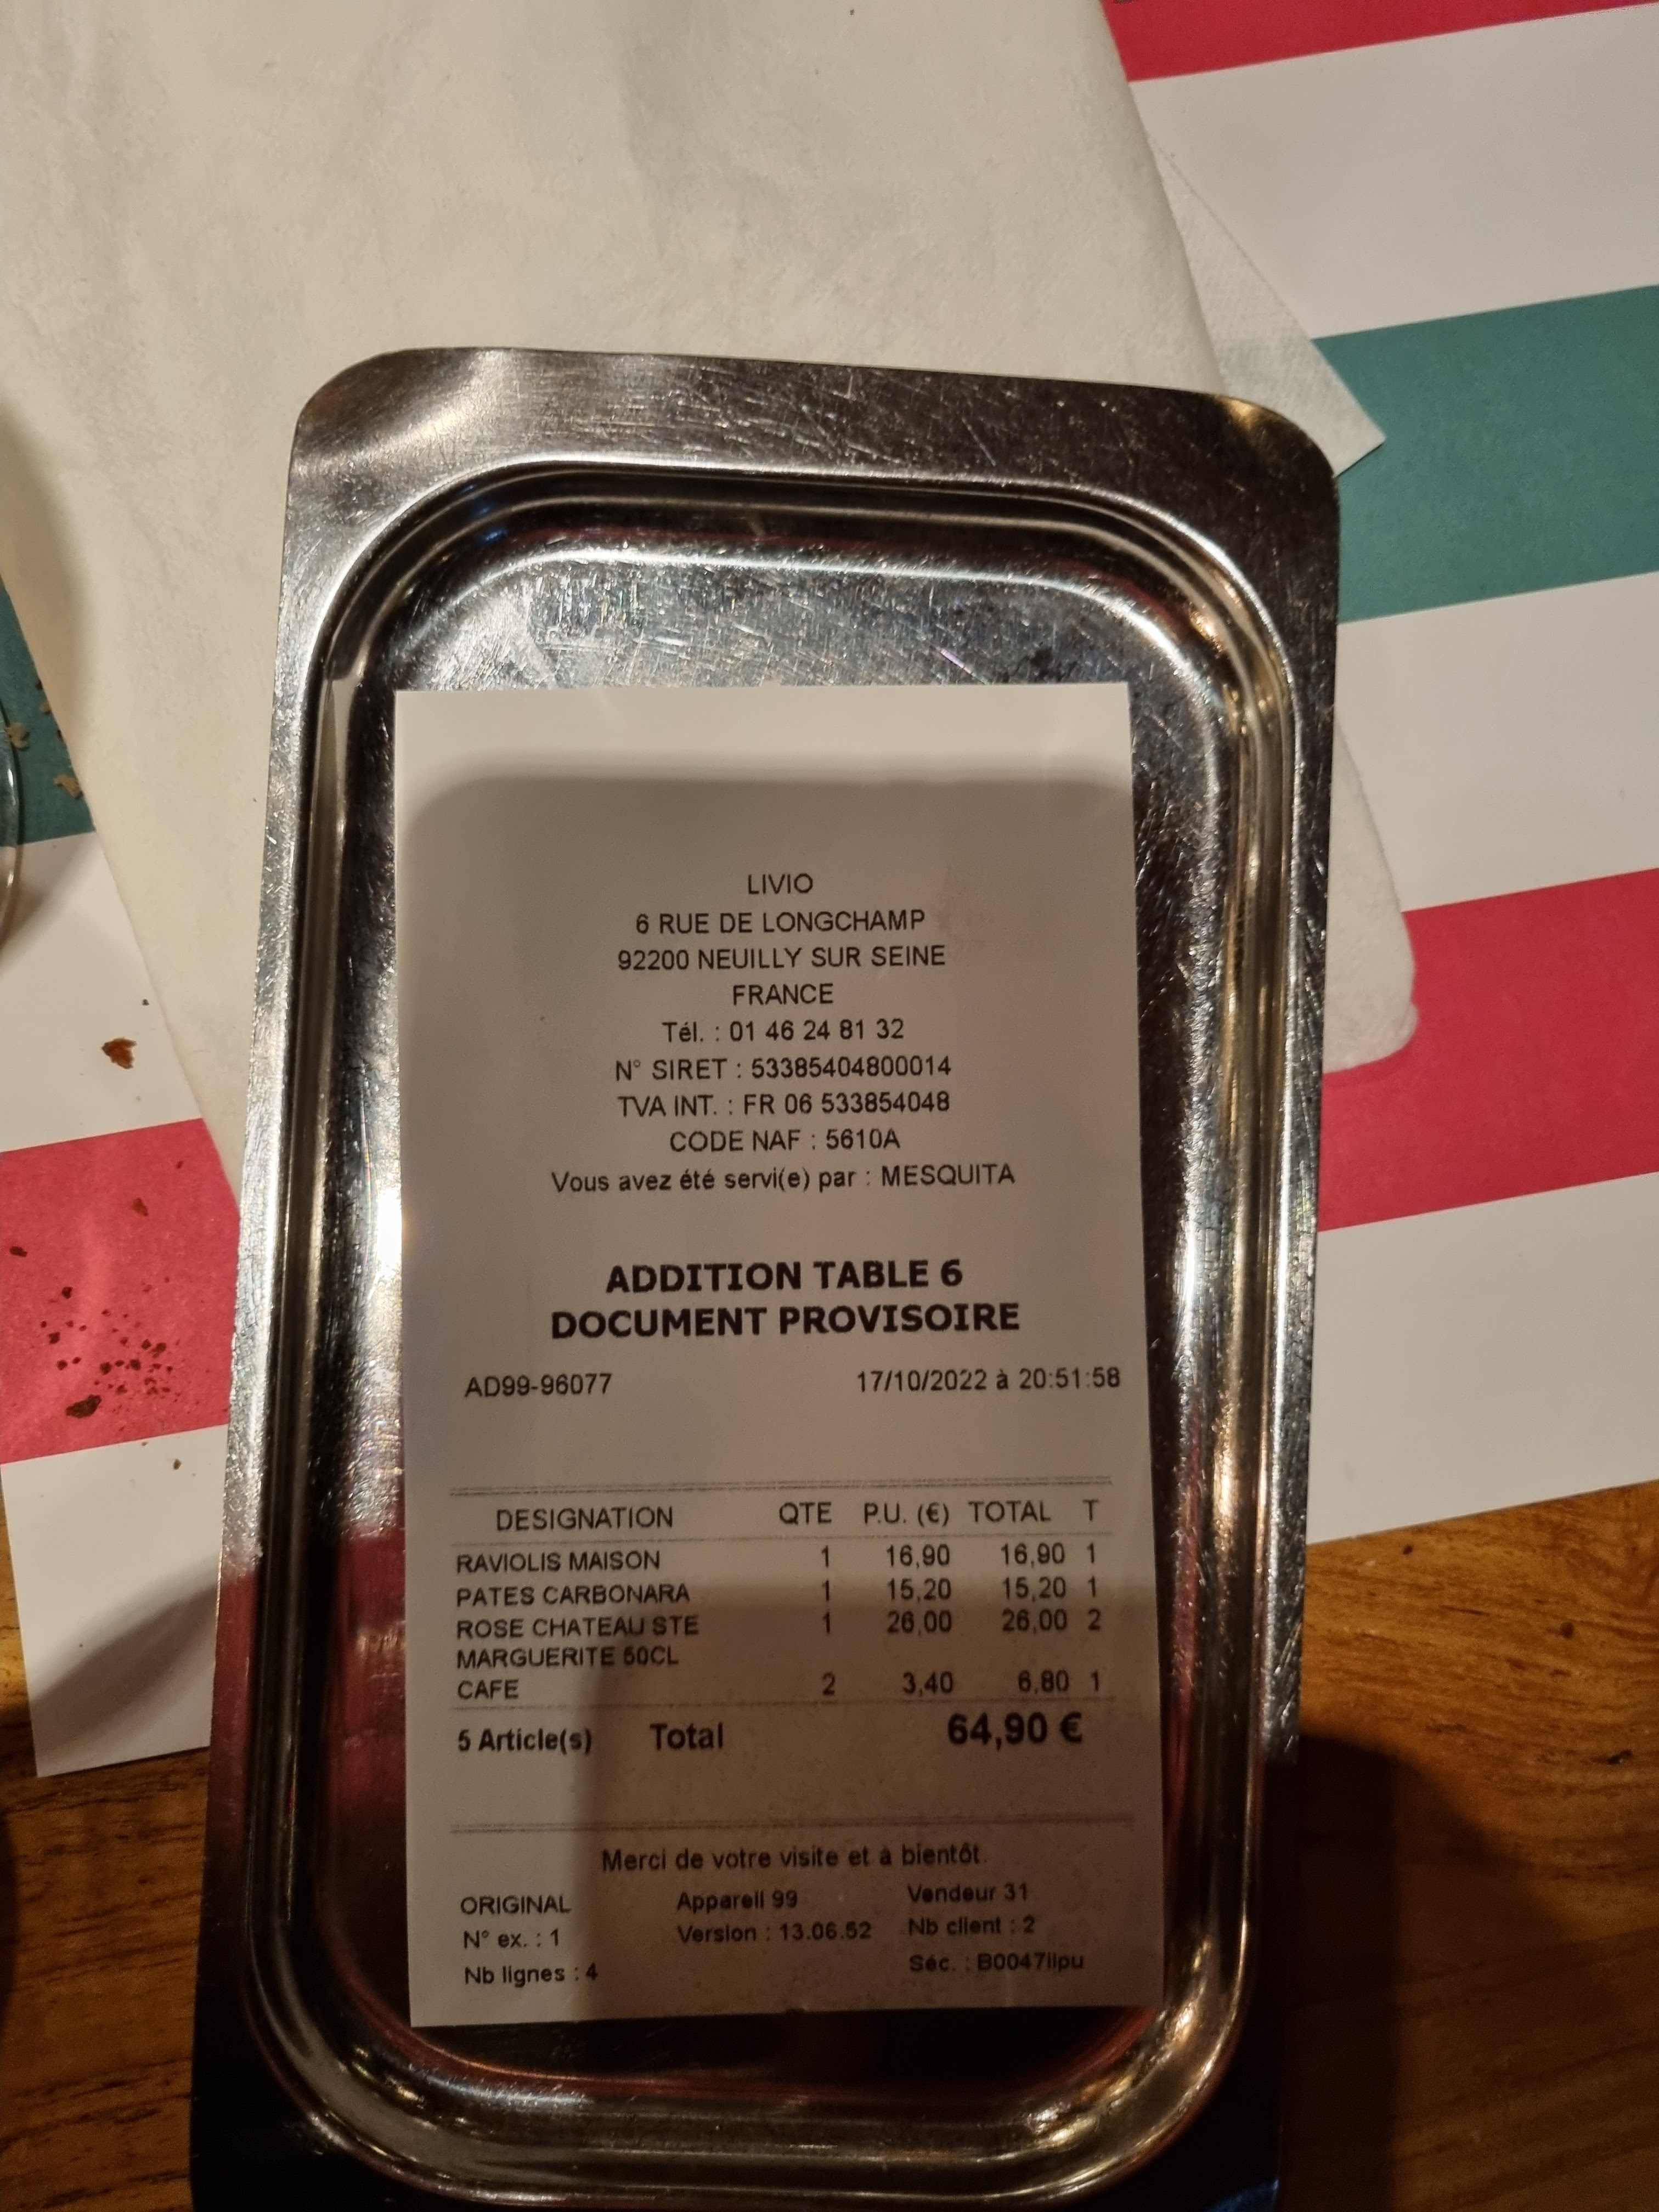 LIVIO
6 RUE DE LONGCHAMP
92200 NEUILLY SUR SEINE
FRANCE
Tél. : 01 46 24 81 32
N° SIRET : 53385404800014
TVA INT. : FR 06 533854048
CODE NAF : 5610A
Vous avez été servi(e) par : MESQUITA
ADDITION TABLE 6
DOCUMENT PROVISOIRE
AD99-96077 17/10/2022 à 20:51:58
DESIGNATION QTE P.U. (€) TOTAL T
RAVIOLIS MAISON 1 16,90 16,90 1
PATES CARBONARA 1 15,20 15,20 1
ROSE CHATEAU STE 1 26,00 26,00 2
MARGUERITE 50CL
CAFE 2 3,40 6,80 1
5 Article(s) Total 64,90 €
Merci de votre visite et à bientôt.
ORIGINAL Appareil 99 Vendeur 31
N° ex. : 1 Version : 13.06.52 Nb client : 2
Nb lignes : 4 Séc. :